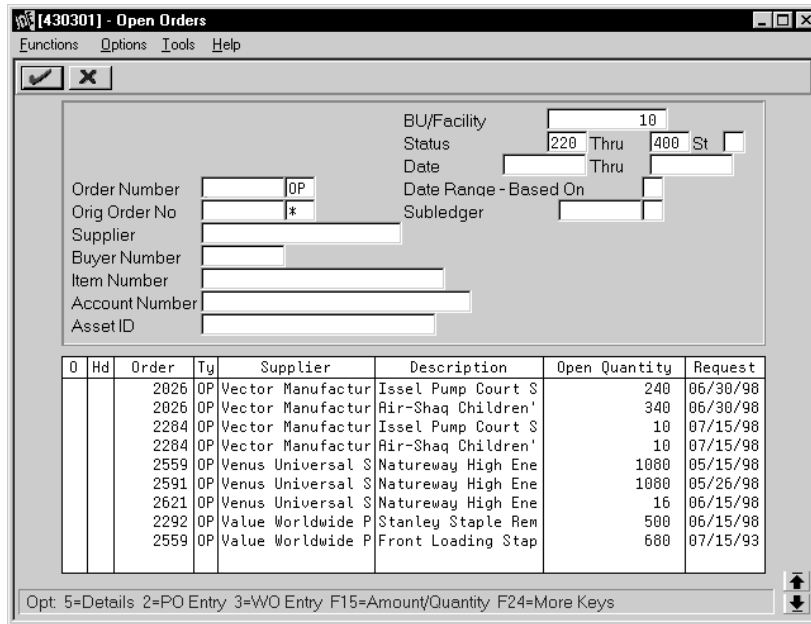 [430301] - Open Orders
Functions Options Tools Help
BU/Facility 10
Status 220 Thru 400 St
Date Thru
Order Number OP Date Range - Based On
Orig Order No * Subledger
Supplier
Buyer Number
Item Number
Account Number
Asset ID
O Hd Order Ty Supplier Description Open Quantity Request
2026 OP Vector Manufactur Issel Pump Court S 240 06/30/98
2026 OP Vector Manufactur Air-Shaq Children' 340 06/30/98
2284 OP Vector Manufactur Issel Pump Court S 10 07/15/98
2284 OP Vector Manufactur Air-Shaq Children' 10 07/15/98
2559 OP Venus Universal S Natureway High Ene 1080 05/15/98
2591 OP Venus Universal S Natureway High Ene 1080 05/26/98
2621 OP Venus Universal S Natureway High Ene 16 06/15/98
2292 OP Value Worldwide P Stanley Staple Rem 500 06/15/98
2559 OP Value Worldwide P Front Loading Stap 680 07/15/93
Opt: 5=Details 2=PO Entry 3=WO Entry F15=Amount/Quantity F24=More Keys